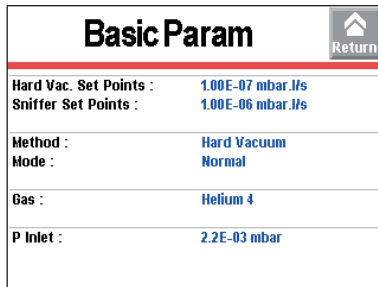 Basic Param
Return
Hard Vac. Set Points : 1.00E-07 mbar.l/s
Sniffer Set Points : 1.00E-06 mbar.l/s
Method : Hard Vacuum
Mode : Normal
Gas : Helium 4
P Inlet : 2.2E-03 mbar